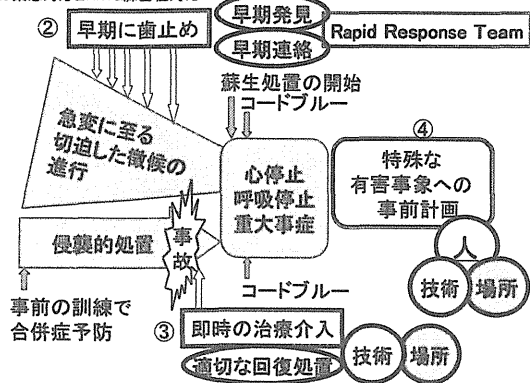 ② 早期に歯止め
早期発見
早期連絡
Rapid Response Team
蘇生処置の開始
コードブルー
急変に至る
切迫した徴候の
進行
心停止
呼吸停止
重大事症
④
特殊な
有害事象への
事前計画
人
技術
場所
侵襲的処置
事故
コードブルー
事前の訓練で
合併症予防
③ 即時の治療介入
適切な回復処置
技術
場所